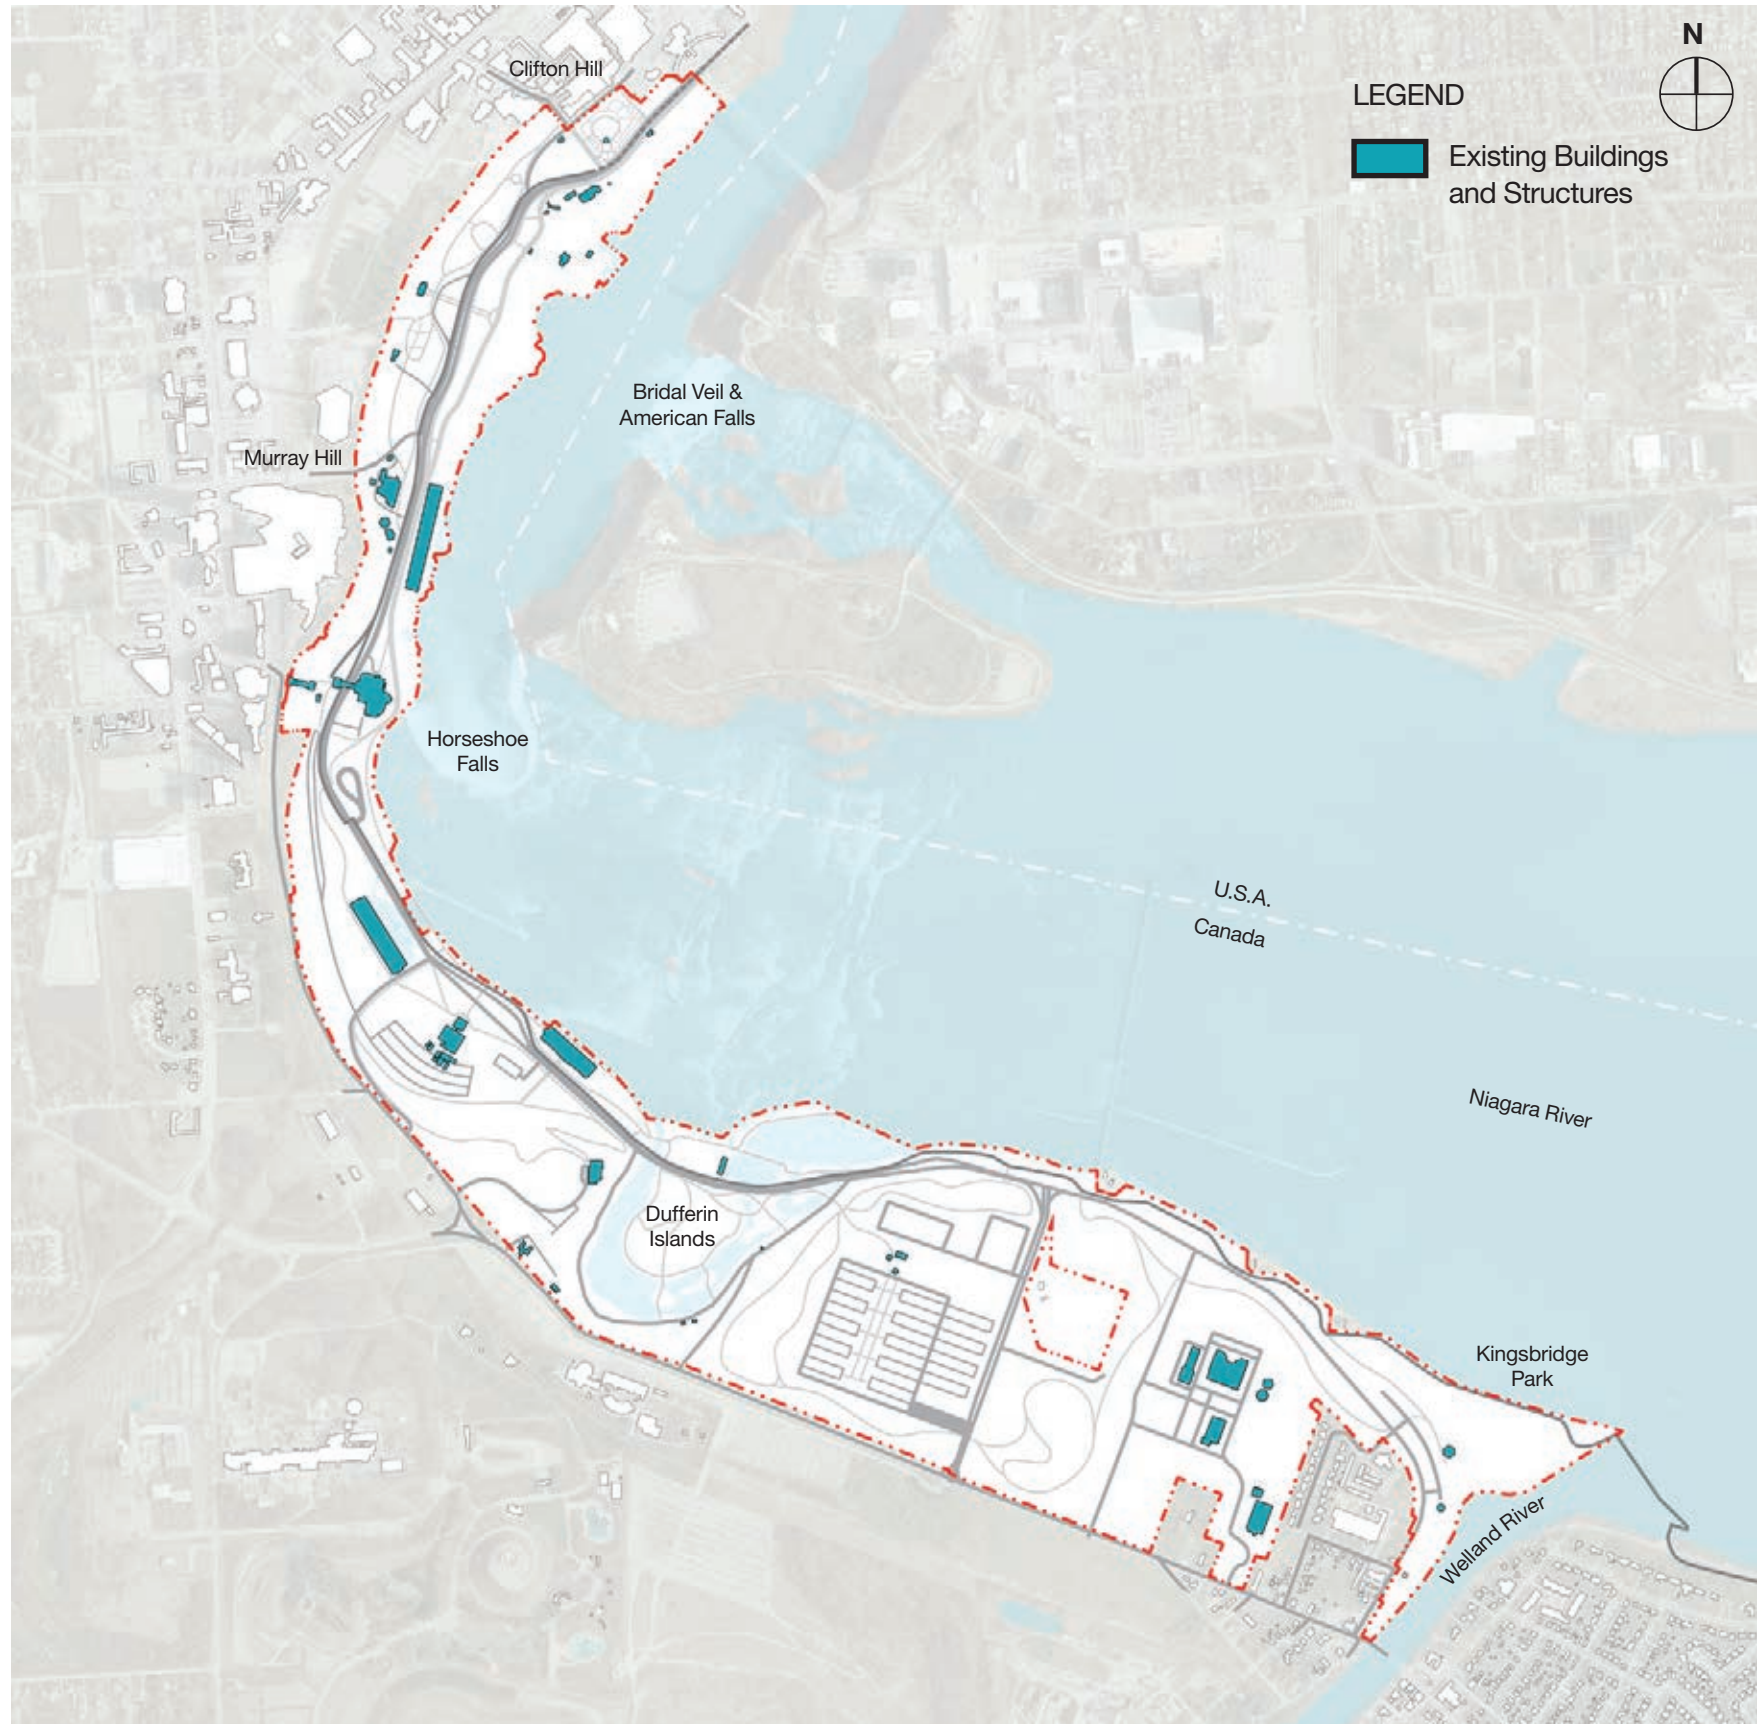 N
LEGEND
Existing Buildings
and Structures
Clifton Hill
Bridal Veil &
American Falls
Murray Hill
Horseshoe
Falls
U.S.A.
Canada
Niagara River
Dufferin
Islands
Kingsbridge
Park
Welland River